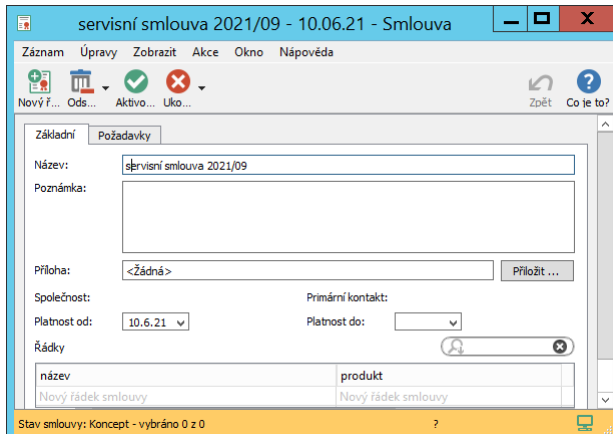 servisní smlouva 2021/09 - 10.06.21 - Smlouva
Záznam Úpravy Zobrazit Akce Okno Nápověda
Nový ř... Ods... Aktivo... Uko... Zpět Co je to?
Základní Požadavky
Název: servisní smlouva 2021/09
Poznámka:
Příloha: <Žádná> Přiložit ...
Společnost: Primární kontakt:
Platnost od: 10.6.21 Platnost do:
Řádky
název produkt
Nový řádek smlouvy Nový řádek smlouvy
Stav smlouvy: Koncept - vybráno 0 z 0 ?